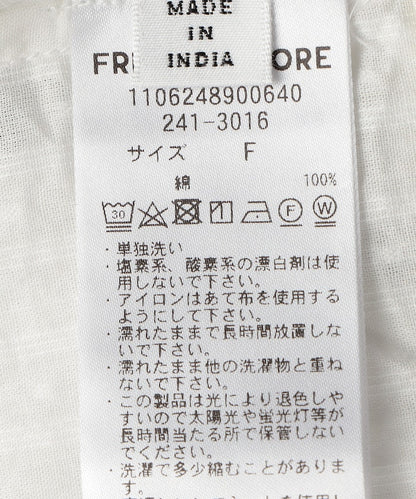 MADE
IN
INDIA
FR ORE
1106248900640
241-3016
サイズ F
綿 100%
30 F W
・単独洗い
・塩素系、酸素系の漂白剤は使
用しないで下さい。
・アイロンはあて布を使用する
ようにして下さい。
・濡れたままで長時間放置しな
いで下さい。
・濡れたまま他の洗濯物と重ね
ないで下さい。
・この製品は光により退色しや
すいので太陽光や蛍光灯等が
長時間当たる所で保管しない
でください。
・洗濯で多少縮むことがありま
す。